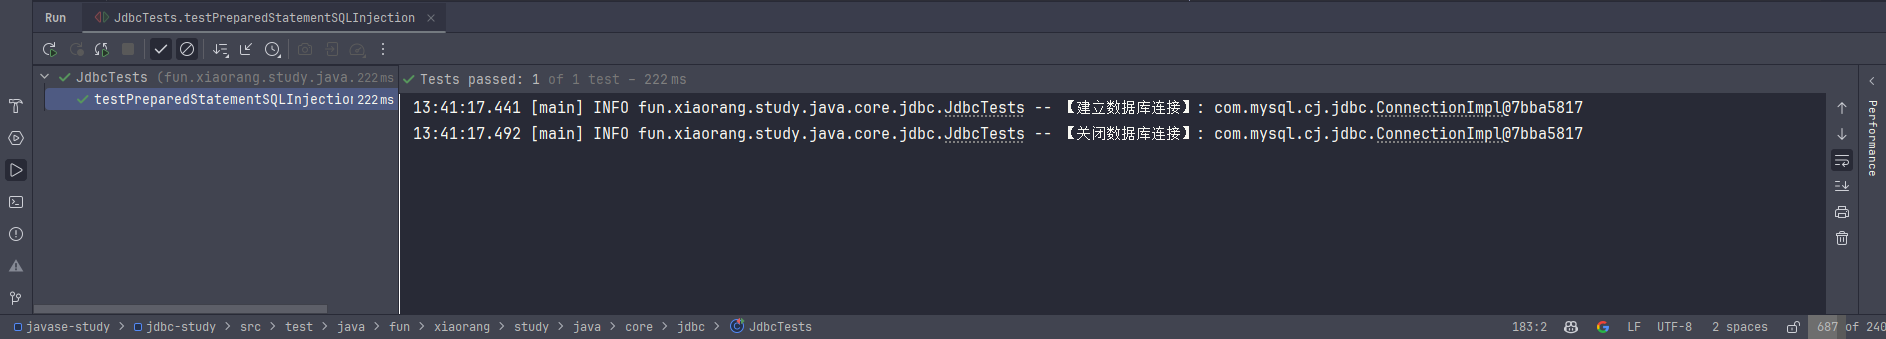 Run
JdbcTests.testPreparedStatementSQLInjection
JdbcTests (fun.xiaorang.study.java. 222 ms
testPreparedStatementSQLInjection 222 ms
Tests passed: 1 of 1 test – 222 ms
13:41:17.441 [main] INFO fun.xiaorang.study.java.core.jdbc.JdbcTests -- 【建立数据库连接】: com.mysql.cj.jdbc.ConnectionImpl@7bba5817
13:41:17.492 [main] INFO fun.xiaorang.study.java.core.jdbc.JdbcTests -- 【关闭数据库连接】: com.mysql.cj.jdbc.ConnectionImpl@7bba5817
Performance
javase-study > jdbc-study > src > test > java > fun > xiaorang > study > java > core > jdbc > JdbcTests
183:2 LF UTF-8 2 spaces 687 of 240